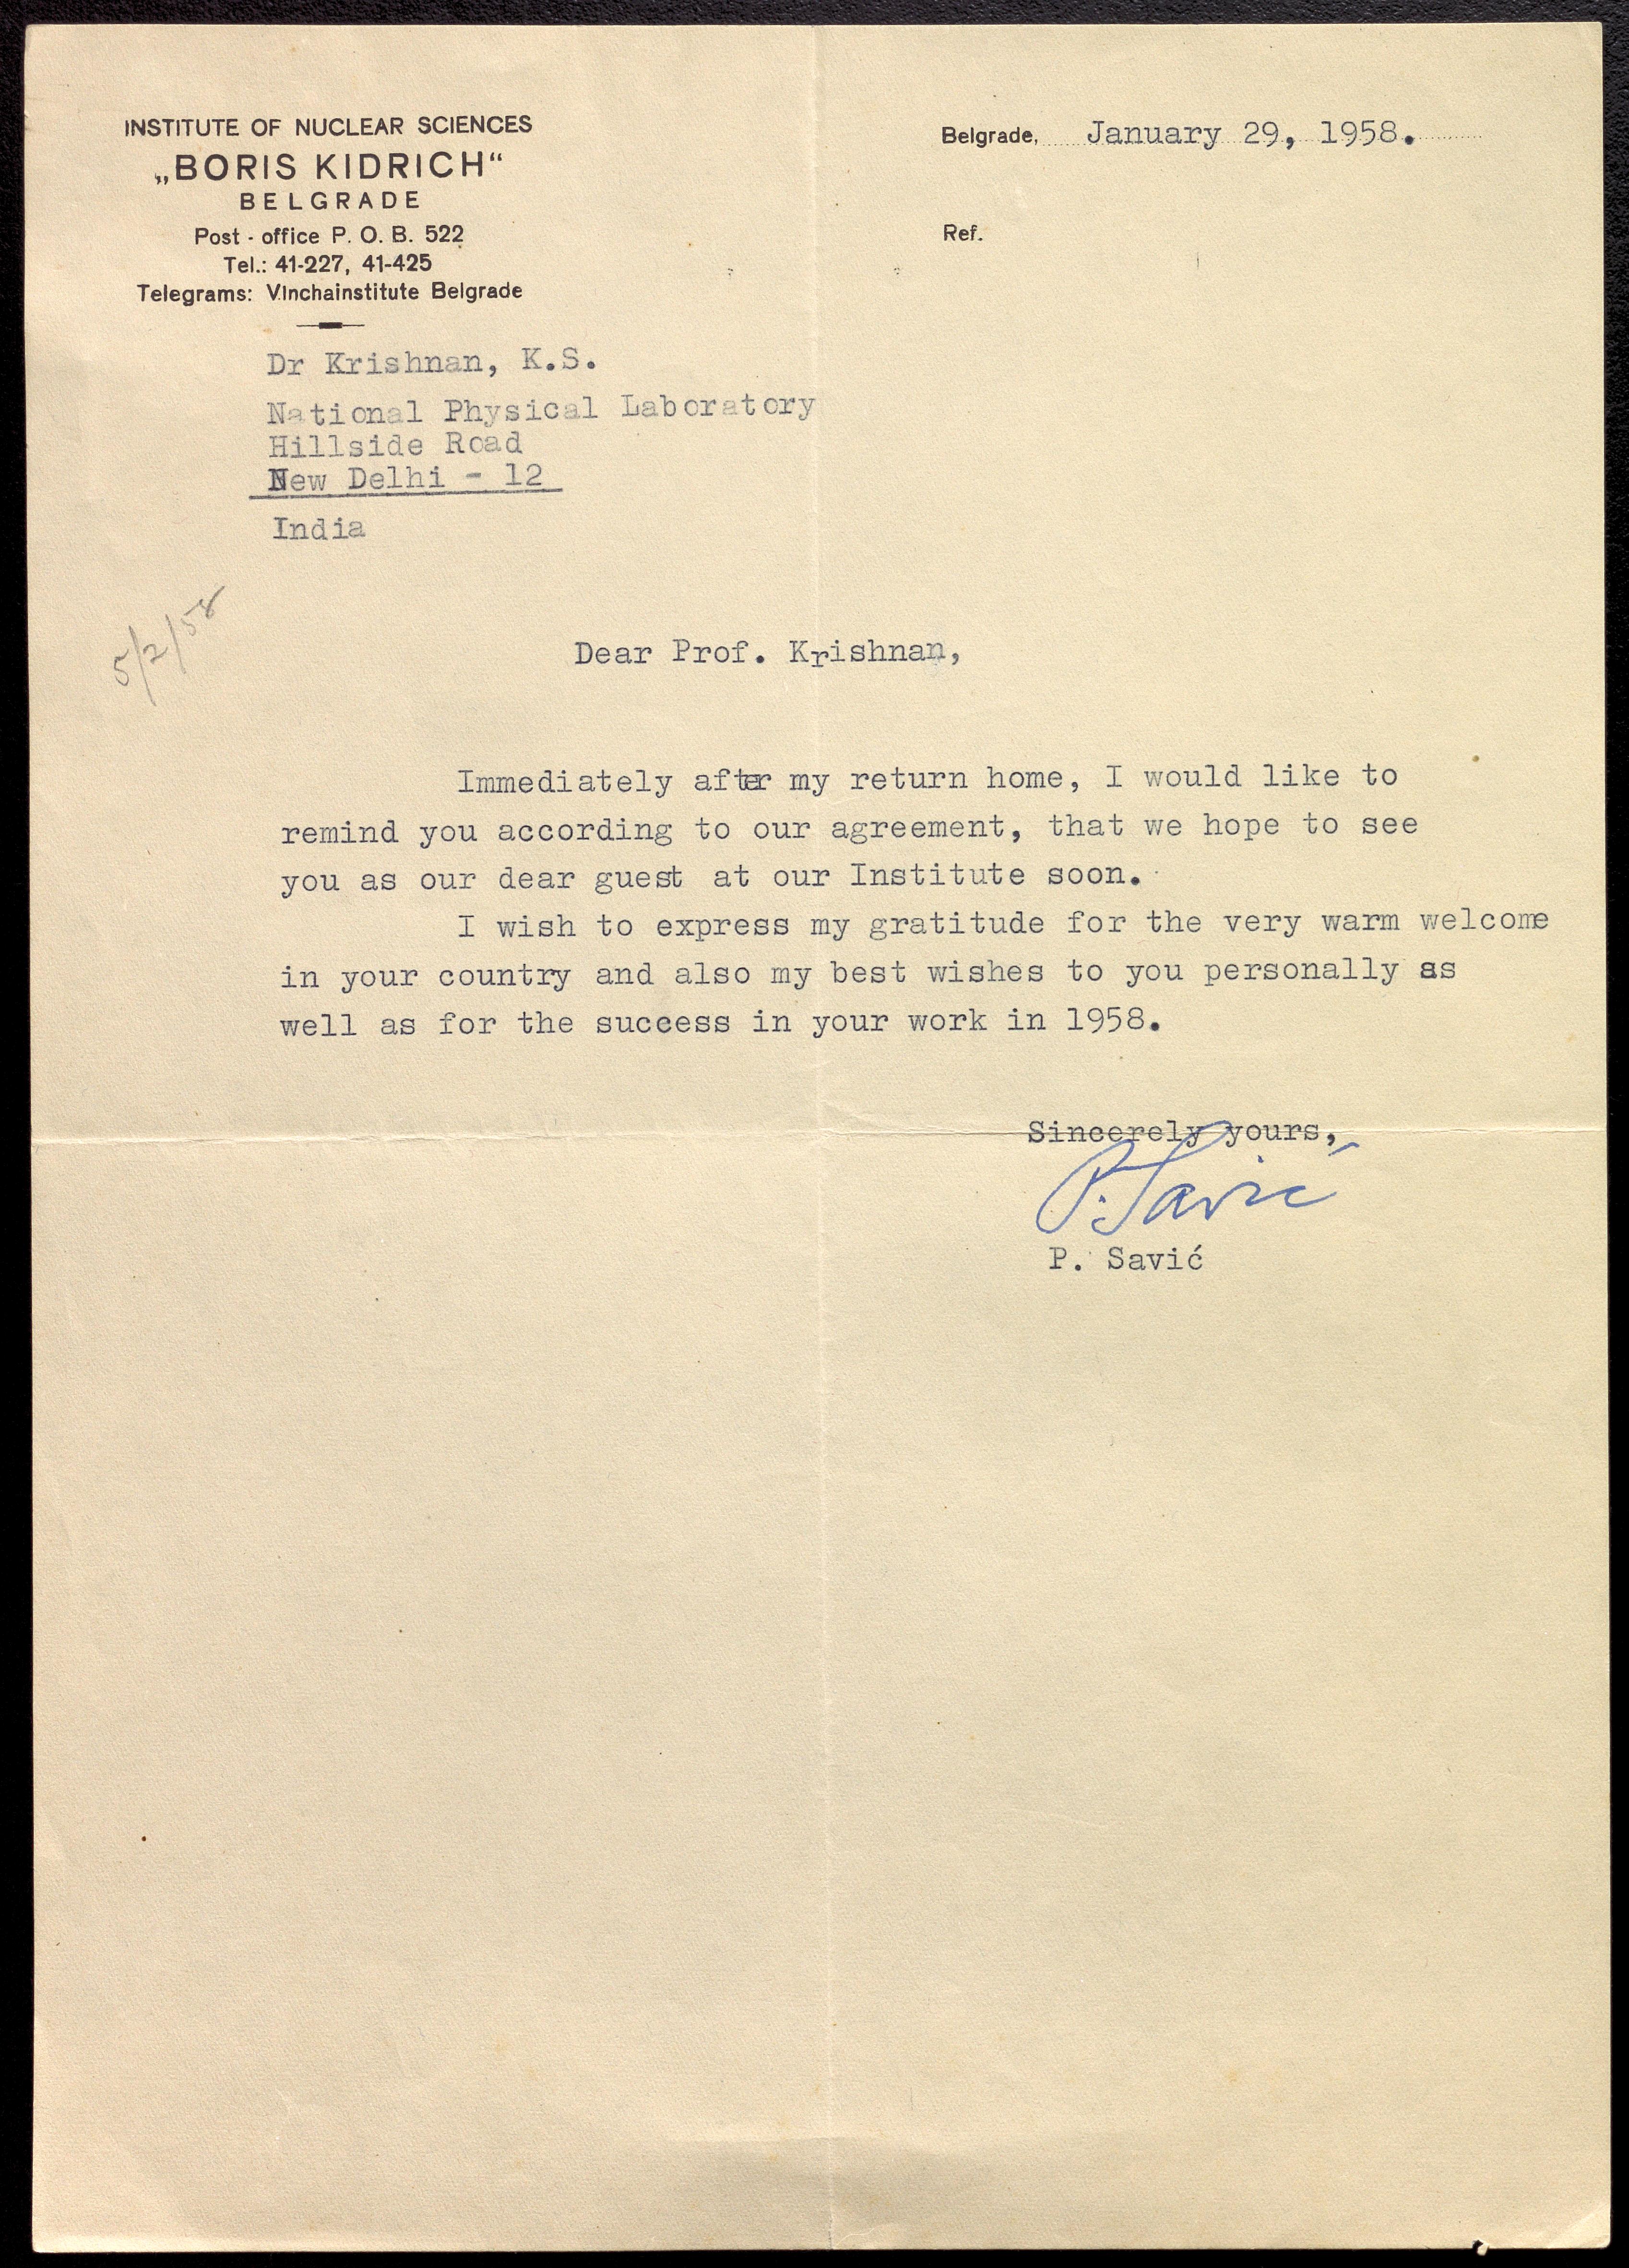 INSTITUTE OF NUCLEAR SCIENCES
„BORIS KIDRICH“
BELGRADE
Post - office P. O. B. 522
Tel.: 41-227, 41-425
Telegrams: VInchainstitute Belgrade
Belgrade, January 29, 1958.
Ref.
Dr Krishnan, K.S.
National Physical Laboratory
Hillside Road
New Delhi - 12
India
5/2/58
Dear Prof. Krishnan,
Immediately after my return home, I would like to
remind you according to our agreement, that we hope to see
you as our dear guest at our Institute soon.
I wish to express my gratitude for the very warm welcome
in your country and also my best wishes to you personally as
well as for the success in your work in 1958.
Sincerely yours,
P. Savić
P. Savić